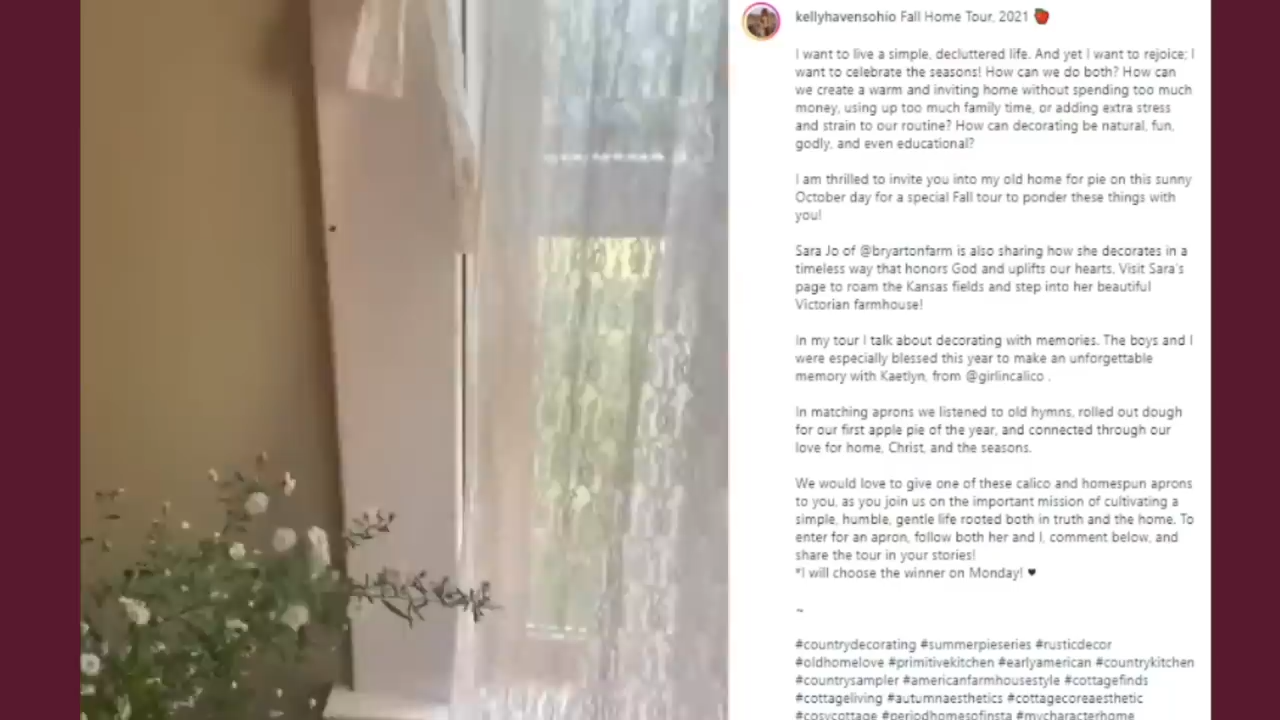 kellyhavensohio Fall Home Tour, 2021
I want to live a simple, decluttered life. And yet I want to rejoice; I
want to celebrate the seasons! How can we do both? How can
we create a warm and inviting home without spending too much
money, using up too much family time, or adding extra stress
and strain to our routine? How can decorating be natural, fun,
godly, and even educational?
I am thrilled to invite you into my old home for pie on this sunny
October day for a special Fall tour to ponder these things with
you!
Sara Jo of @bryartonfarm is also sharing how she decorates in a
timeless way that honors God and uplifts our hearts. Visit Sara's
page to roam the Kansas fields and step into her beautiful
Victorian farmhouse!
In my tour I talk about decorating with memories. The boys and I
were especially blessed this year to make an unforgettable
memory with Kaetlyn, from @girlincalico .
In matching aprons we listened to old hymns, rolled out dough
for our first apple pie of the year, and connected through our
love for home, Christ, and the seasons.
We would love to give one of these calico and homespun aprons
to you, as you join us on the important mission of cultivating a
simple, humble, gentle life rooted both in truth and the home. To
enter for an apron, follow both her and I, comment below, and
share the tour in your stories!
*I will choose the winner on Monday! ♥
~
#countrydecorating #summerpieseries #rusticdecor
#oldhomelove #primitivekitchen #earlyamerican #countrykitchen
#countrysampler #americanfarmhousestyle #cottagefinds
#cottageliving #autumnaesthetics #cottagecoreaesthetic
#cosycottage #periodhomesofinsta #mycharacterhome